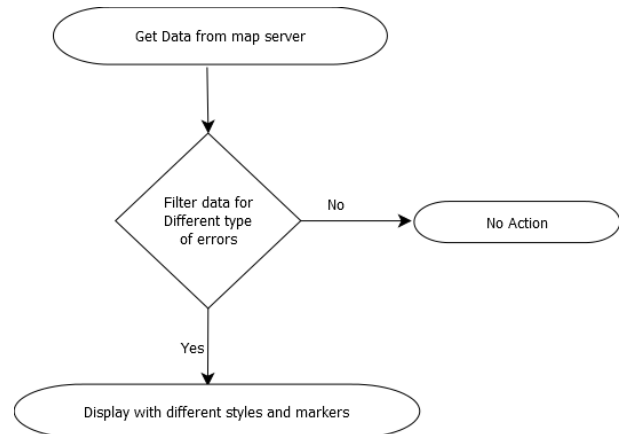 Get Data from map server
Filter data for
Different type
of errors
No
No Action
Yes
Display with different styles and markers